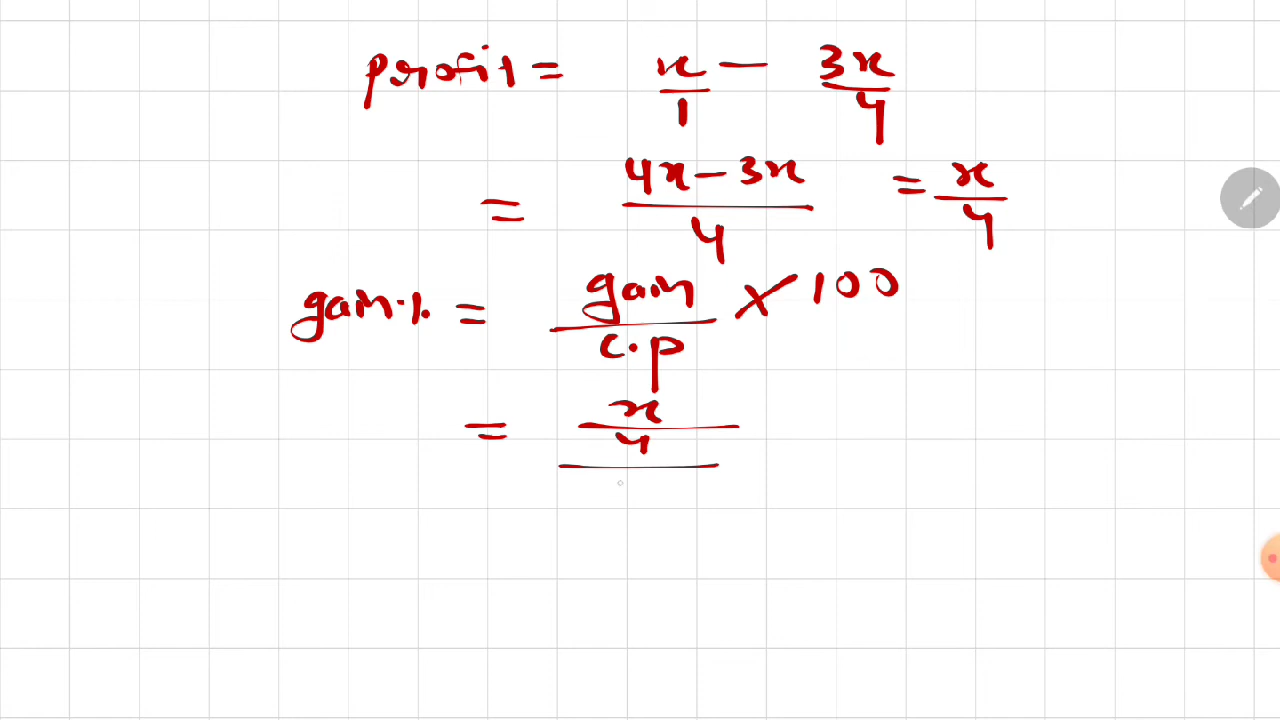 profit = x/1 - 3x/4
= 4x-3x/4 = x/4
gain % = gain/c.p × 100
= x/4